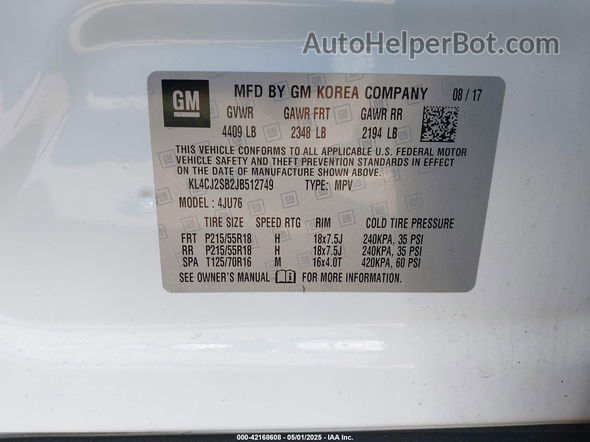 AutoHelperBot.com
GM MFD BY GM KOREA COMPANY 08 / 17
GVWR GAWR FRT GAWR RR
4409 LB 2348 LB 2194 LB
THIS VEHICLE CONFORMS TO ALL APPLICABLE U.S. FEDERAL MOTOR
VEHICLE SAFETY AND THEFT PREVENTION STANDARDS IN EFFECT
ON THE DATE OF MANUFACTURE SHOWN ABOVE.
KL4CJ2SB2JB512749 TYPE: MPV
MODEL : 4JU76
TIRE SIZE SPEED RTG RIM COLD TIRE PRESSURE
FRT P215/55R18 H 18x7.5J 240KPA, 35 PSI
RR P215/55R18 H 18x7.5J 240KPA, 35 PSI
SPA T125/70R16 M 16x4.0T 420KPA, 60 PSI
SEE OWNER'S MANUAL FOR MORE INFORMATION.
000-42168608 - 05/01/2025 - IAA Inc.